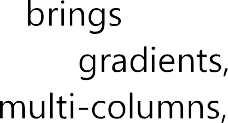 brings
gradients,
multi-columns,